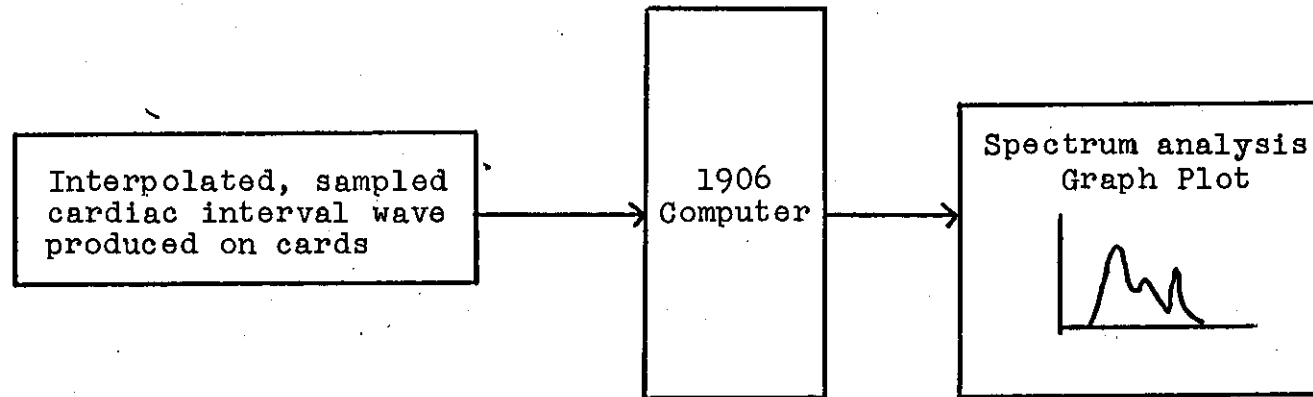 Interpolated, sampled
cardiac interval wave
produced on cards
1906
Computer
Spectrum analysis
Graph Plot